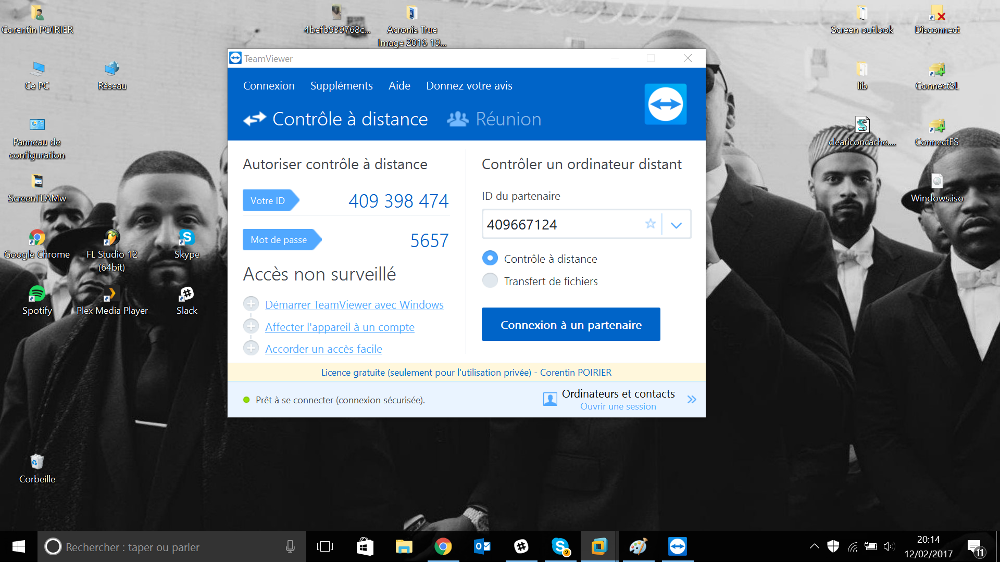 Corentin POIRIER
4befb939768c...
Acronis True
Image 2016 19...
Screen outlook
Disconnect
Ce PC
Réseau
lib
ConnectSL
Panneau de
configuration
cleariconcache....
ConnectES
ScreenTEAMw
Windows.iso
Google Chrome
FL Studio 12
(64bit)
Skype
Spotify
Plex Media Player
Slack
Corbeille
TeamViewer
Connexion
Suppléments
Aide
Donnez votre avis
Contrôle à distance
Réunion
Autoriser contrôle à distance
Votre ID
409 398 474
Mot de passe
5657
Accès non surveillé
Démarrer TeamViewer avec Windows
Affecter l'appareil à un compte
Accorder un accès facile
Contrôler un ordinateur distant
ID du partenaire
409667124
Contrôle à distance
Transfert de fichiers
Connexion à un partenaire
Licence gratuite (seulement pour l'utilisation privée) - Corentin POIRIER
Prêt à se connecter (connexion sécurisée).
Ordinateurs et contacts
Ouvrir une session
Rechercher : taper ou parler
2
20:14
12/02/2017
11